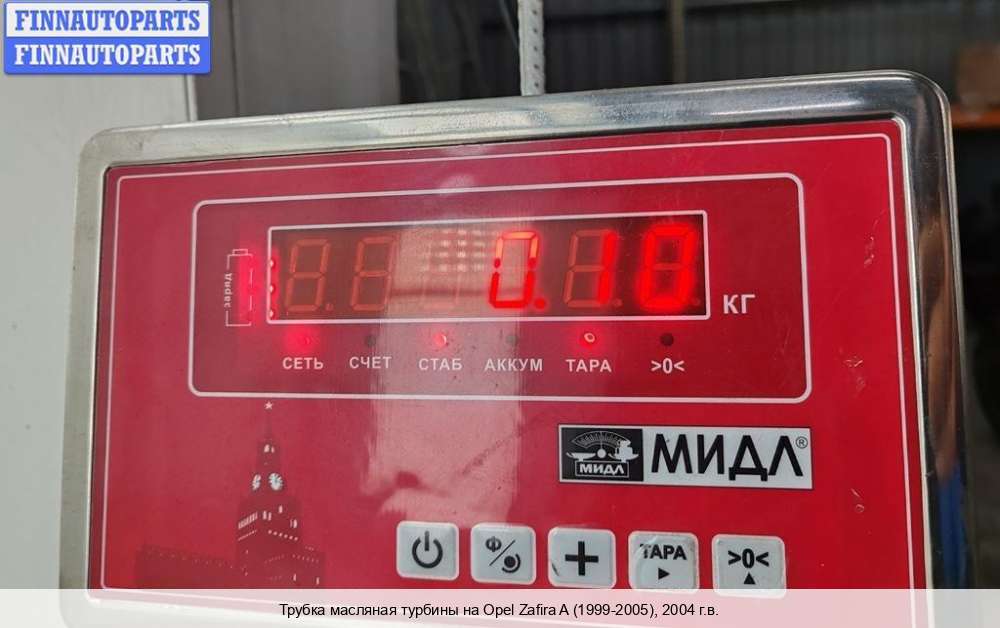 FINNAUTOPARTS
FINNAUTOPARTS
заряд
0.10
КГ
СЕТЬ СЧЕТ СТАБ АККУМ ТАРА >0<
МИДЛ МИДЛ®
Ф
ТАРА >0<
Трубка масляная турбины на Opel Zafira A (1999-2005), 2004 г.в.